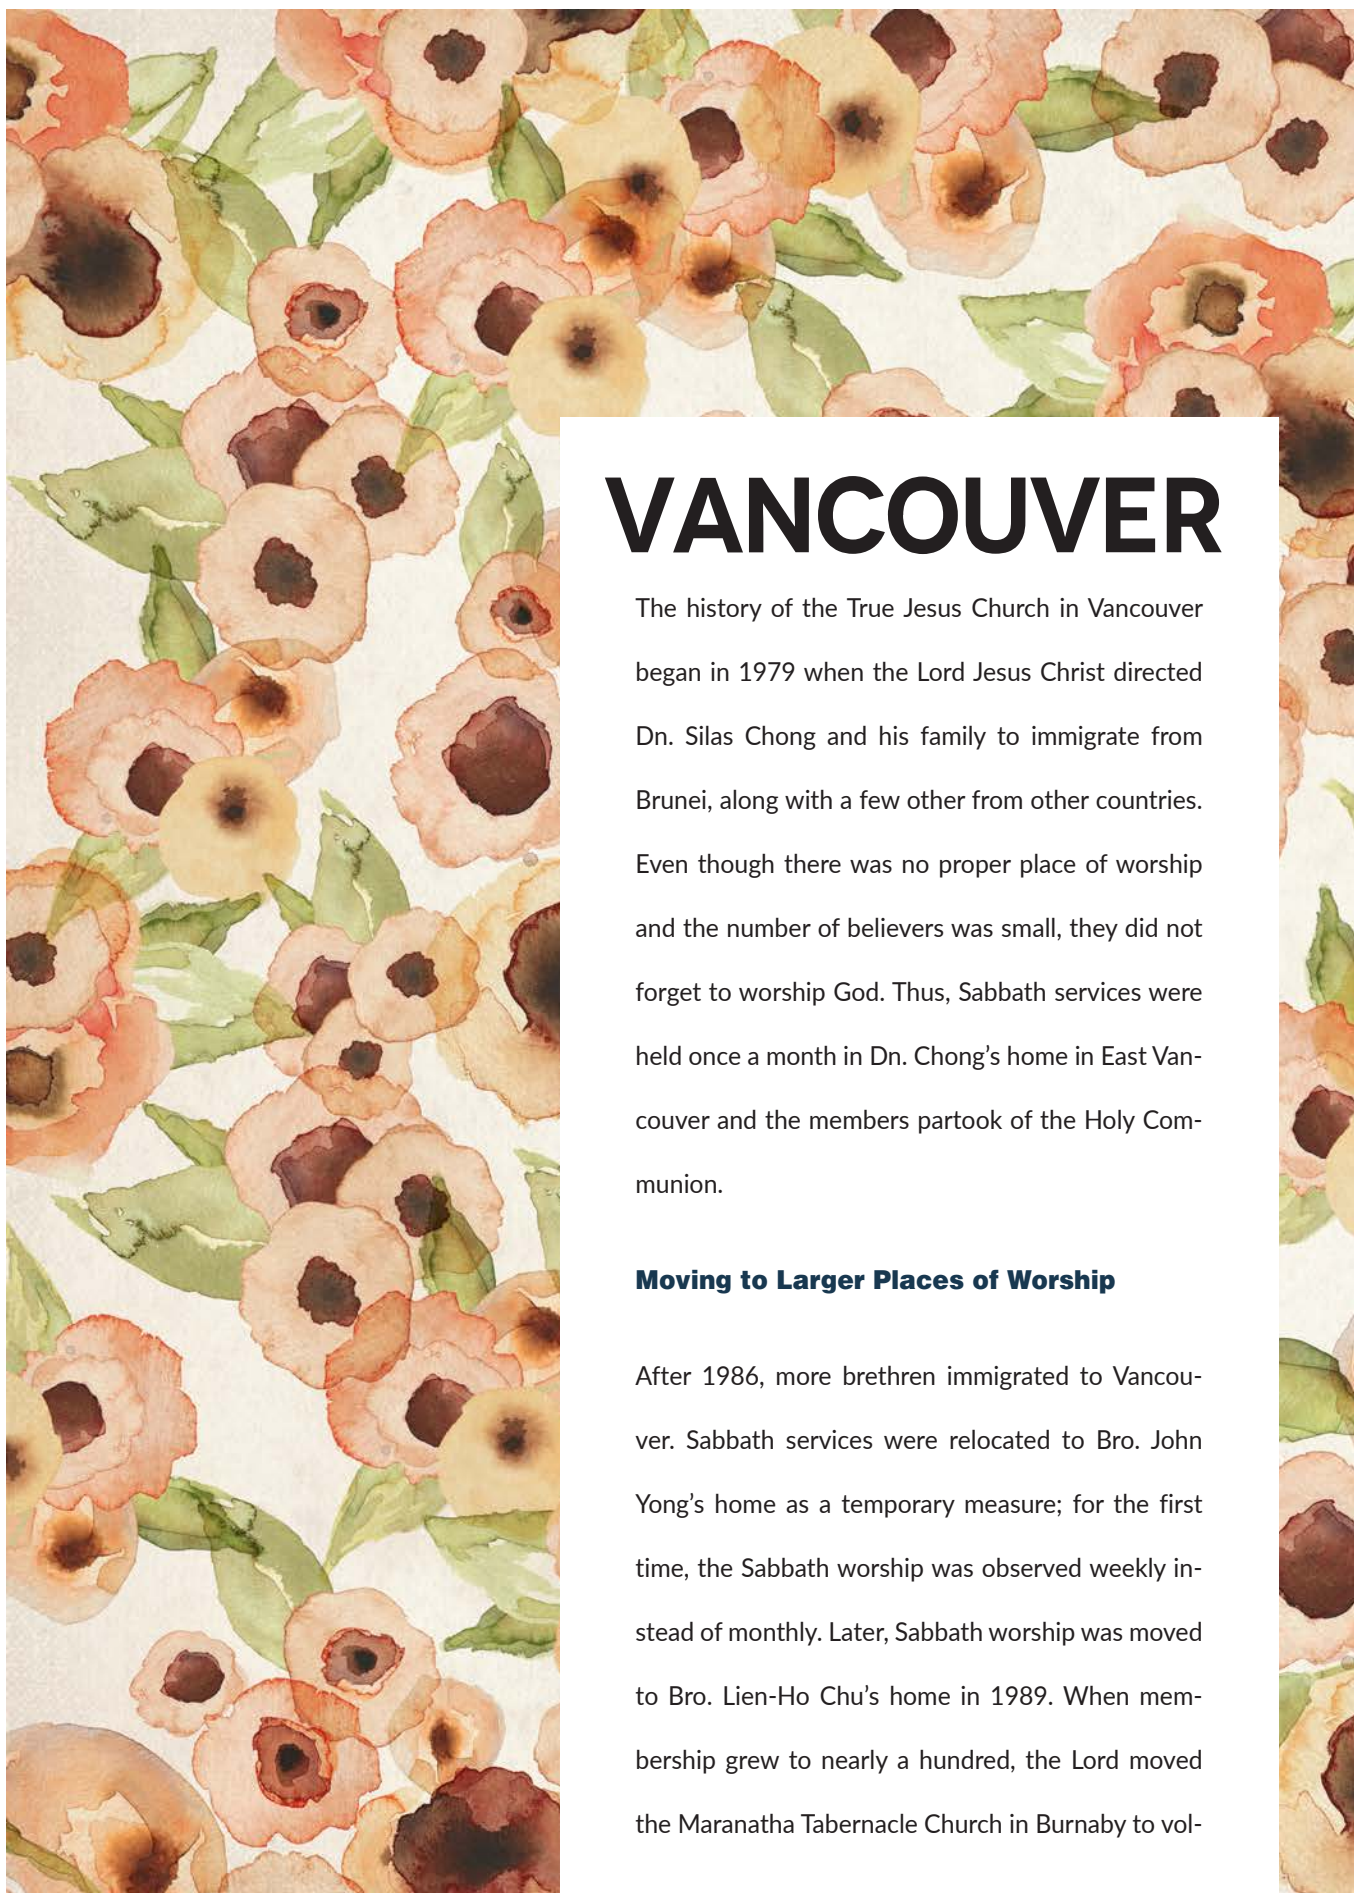 VANCOUVER
The history of the True Jesus Church in Vancouver
began in 1979 when the Lord Jesus Christ directed
Dn. Silas Chong and his family to immigrate from
Brunei, along with a few other from other countries.
Even though there was no proper place of worship
and the number of believers was small, they did not
forget to worship God. Thus, Sabbath services were
held once a month in Dn. Chong’s home in East Van-
couver and the members partook of the Holy Com-
munion.
Moving to Larger Places of Worship
After 1986, more brethren immigrated to Vancou-
ver. Sabbath services were relocated to Bro. John
Yong’s home as a temporary measure; for the first
time, the Sabbath worship was observed weekly in-
stead of monthly. Later, Sabbath worship was moved
to Bro. Lien-Ho Chu’s home in 1989. When mem-
bership grew to nearly a hundred, the Lord moved
the Maranatha Tabernacle Church in Burnaby to vol-